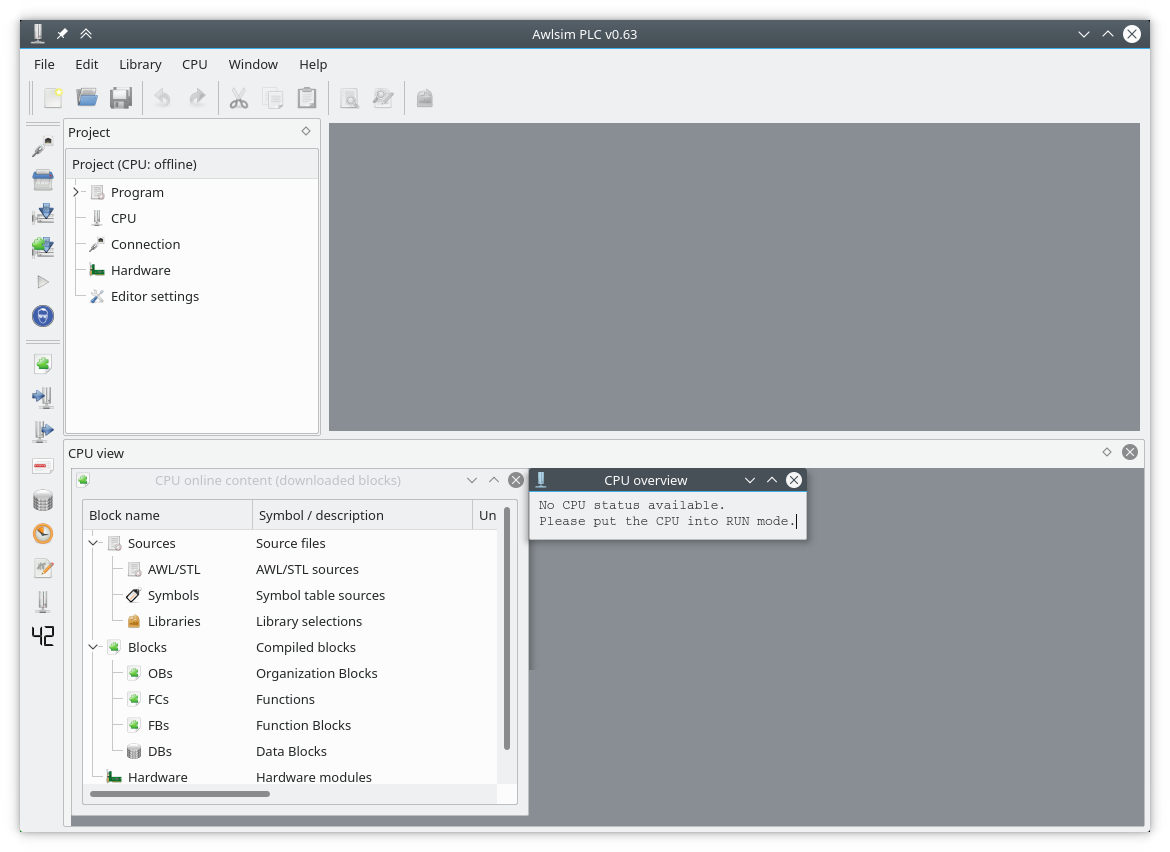 Awlsim PLC v0.63
File Edit Library CPU Window Help
Project
Project (CPU: offline)
Program
CPU
Connection
Hardware
Editor settings
CPU view
CPU online content (downloaded blocks)
Block name Symbol / description Un
Sources Source files
AWL/STL AWL/STL sources
Symbols Symbol table sources
Libraries Library selections
Blocks Compiled blocks
OBs Organization Blocks
FCs Functions
FBs Function Blocks
DBs Data Blocks
Hardware Hardware modules
CPU overview
No CPU status available.
Please put the CPU into RUN mode.
42